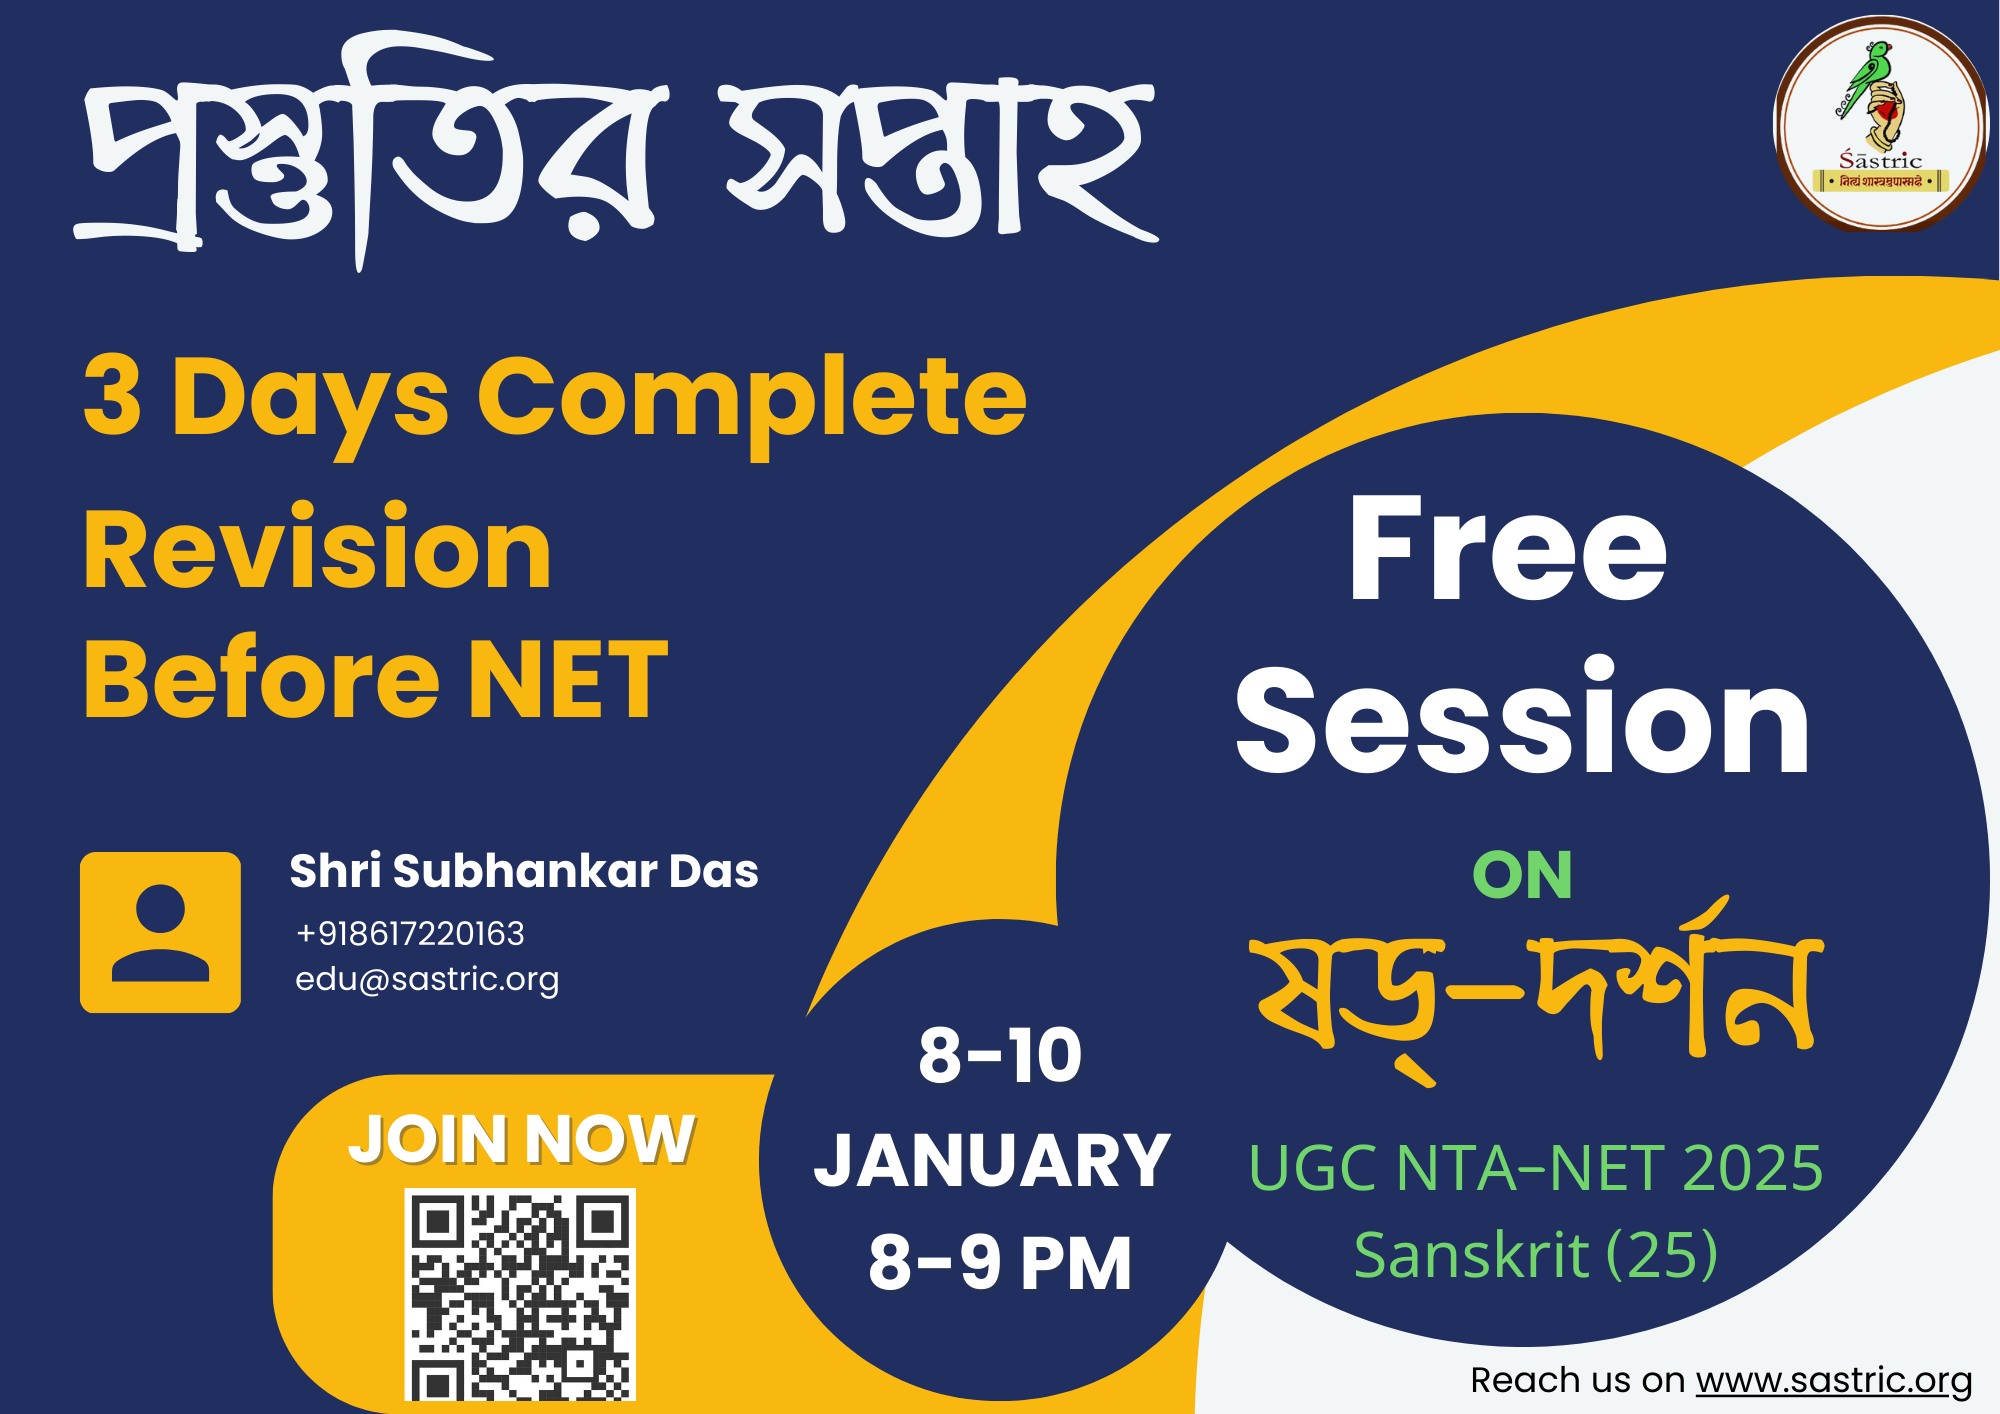 প্রস্তুতির সপ্তাহ
Śāstric
नित्यं शास्त्रमुपास्महे
3 Days Complete
Revision
Before NET
Free
Session
ON
ষড্-দর্শন
UGC NTA-NET 2025
Sanskrit (25)
Shri Subhankar Das
+918617220163
edu@sastric.org
JOIN NOW
8-10
JANUARY
8-9 PM
Reach us on www.sastric.org